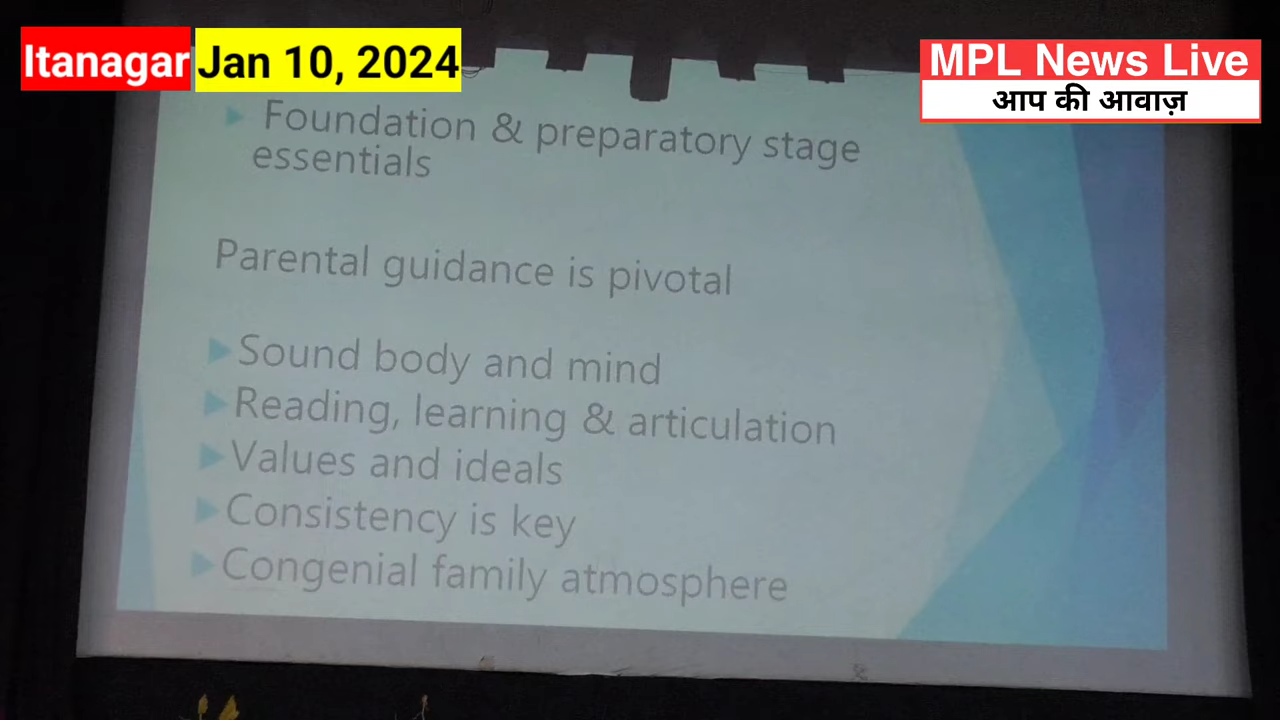 Itanagar Jan 10, 2024
MPL News Live
आप की आवाज़
Foundation & preparatory stage
essentials
Parental guidance is pivotal
Sound body and mind
Reading, learning & articulation
Values and ideals
Consistency is key
Congenial family atmosphere